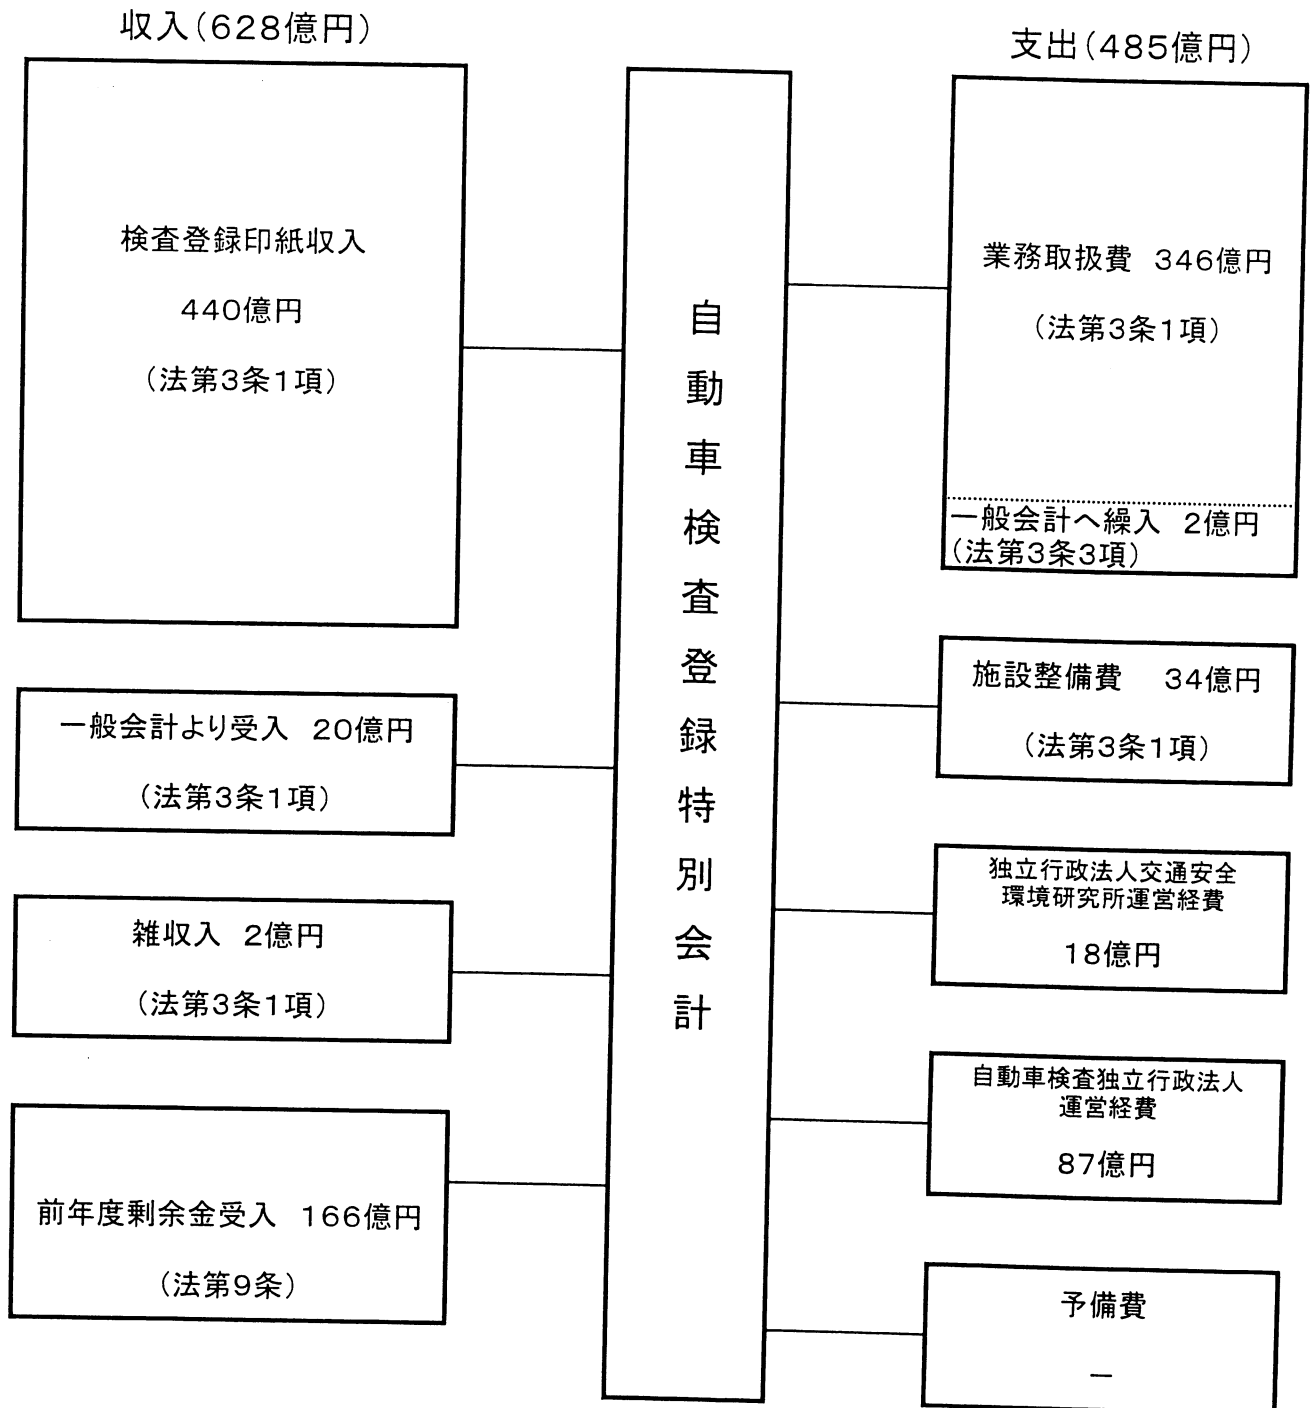 収入(628億円)
検査登録印紙収入
440億円
(法第3条1項)
一般会計より受入 20億円
(法第3条1項)
雑収入 2億円
(法第3条1項)
前年度剰余金受入 166億円
(法第9条)
自動車検査登録特別会計
支出(485億円)
業務取扱費 346億円
(法第3条1項)
一般会計へ繰入 2億円
(法第3条3項)
施設整備費 34億円
(法第3条1項)
独立行政法人交通安全
環境研究所運営経費
18億円
自動車検査独立行政法人
運営経費
87億円
予備費
－